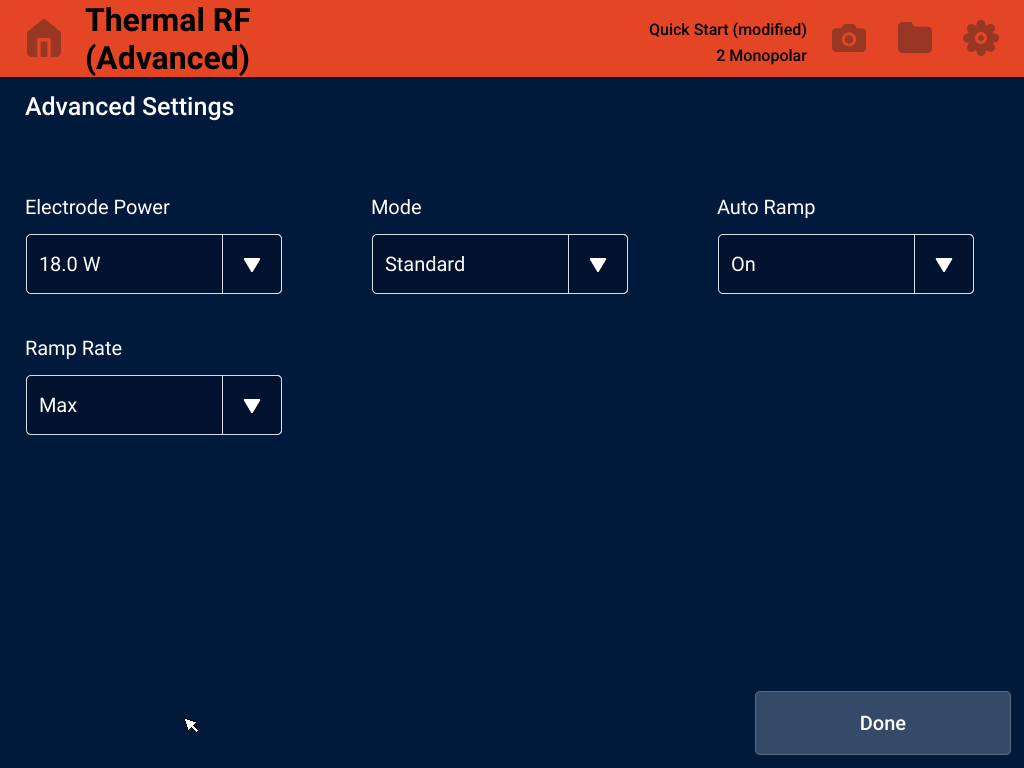 Thermal RF
(Advanced)
Quick Start (modified)
2 Monopolar
Advanced Settings
Electrode Power
Mode
Auto Ramp
18.0 W
Standard
On
Ramp Rate
Max
Done